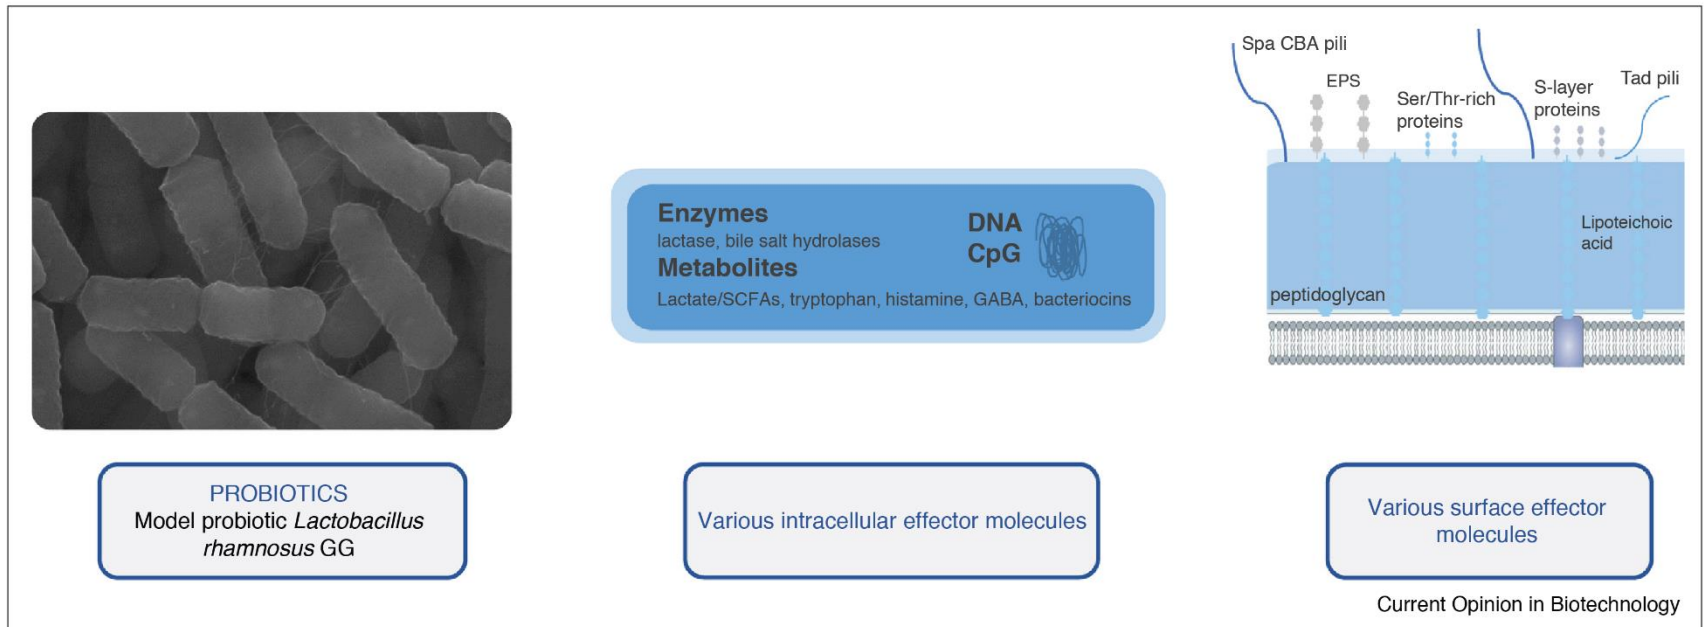 PROBIOTICS
Model probiotic Lactobacillus
rhamnosus GG
Enzymes
lactase, bile salt hydrolases
Metabolites
Lactate/SCFAs, tryptophan, histamine, GABA, bacteriocins
DNA
CpG
Various intracellular effector molecules
Spa CBA pili
EPS
Ser/Thr-rich
proteins
S-layer
proteins
Tad pili
Lipoteichoic
acid
peptidoglycan
Various surface effector
molecules
Current Opinion in Biotechnology